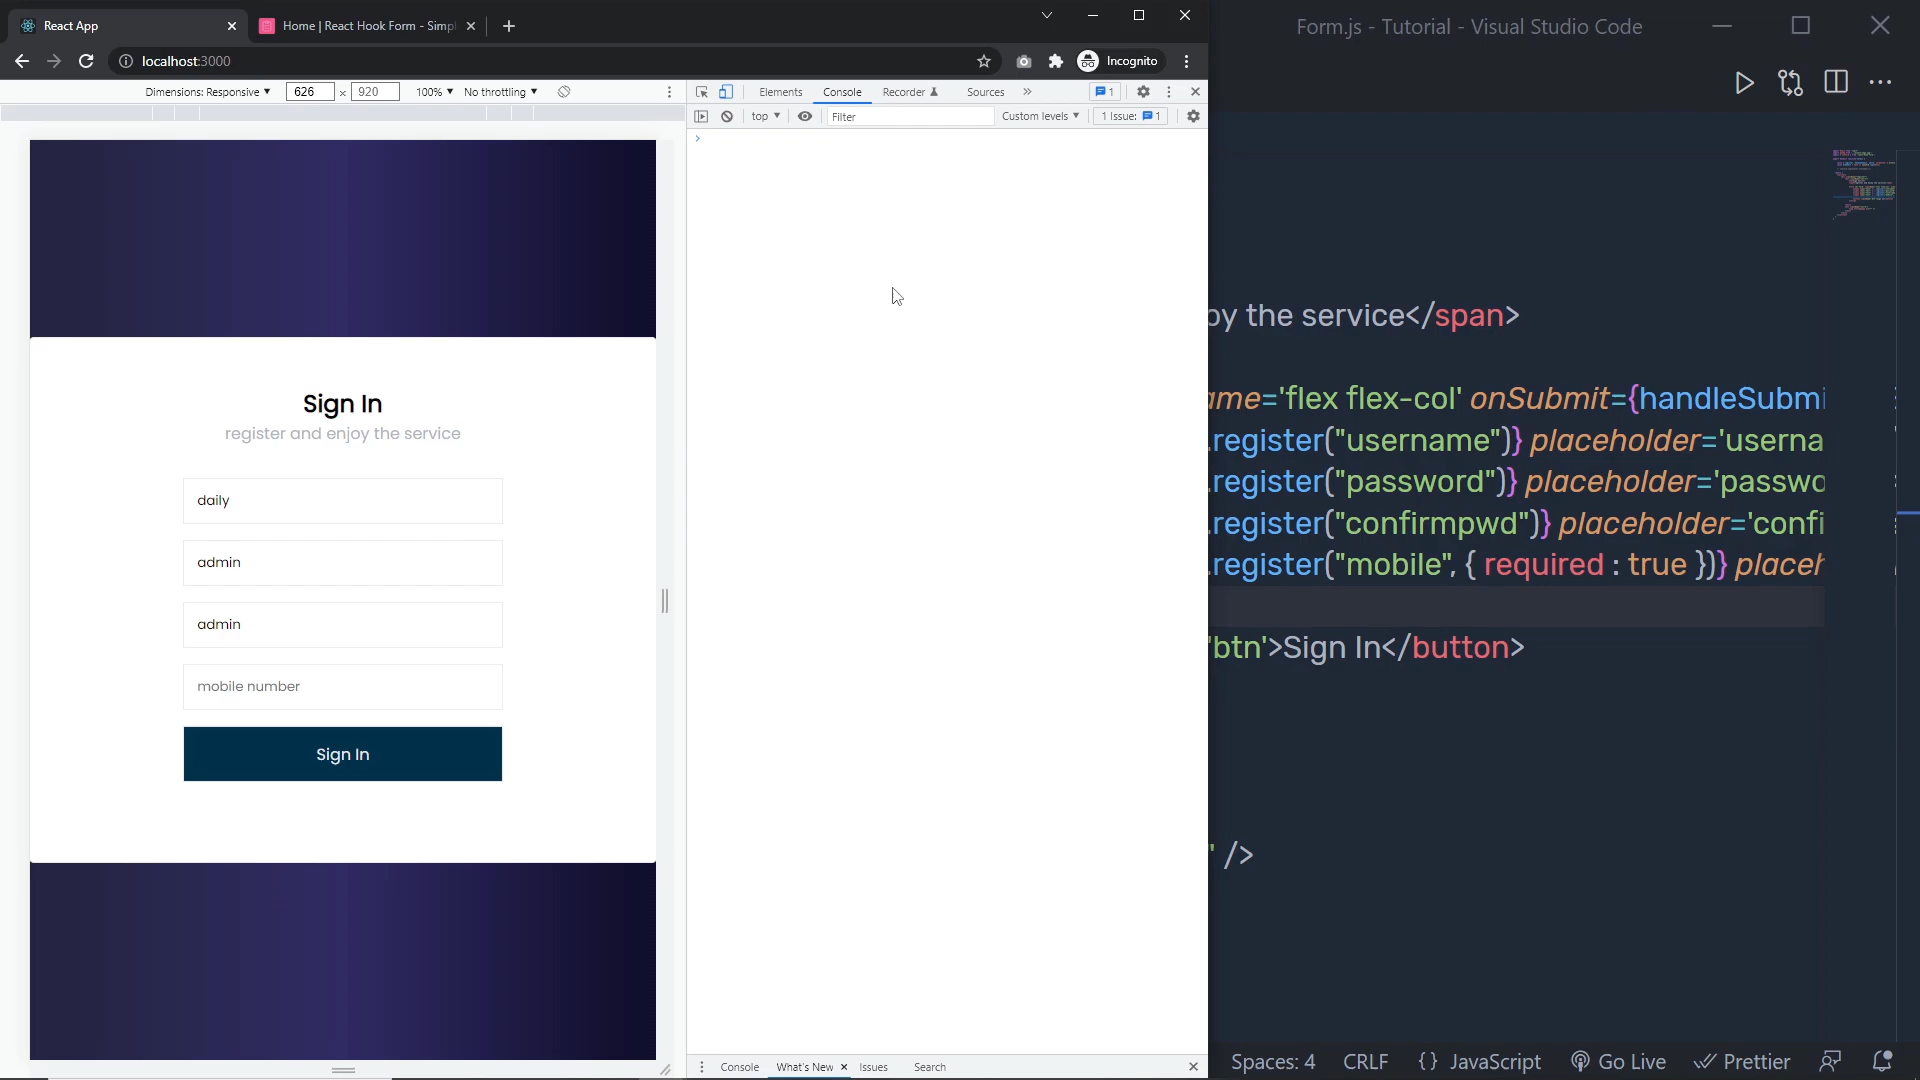 React App
Home | React Hook Form - Simpl
Form.js - Tutorial - Visual Studio Code
localhost:3000
Incognito
Dimensions: Responsive
626
x
920
100%
No throttling
Elements
Console
Recorder
Sources
1
top
Filter
Custom levels
1 Issue:
1
Sign In
register and enjoy the service
daily
admin
admin
mobile number
Sign In
oy the service</span>
ame='flex flex-col' onSubmit={handleSubmi
.register("username")} placeholder='userna
.register("password")} placeholder='passwo
.register("confirmpwd")} placeholder='confi
.register("mobile", { required : true })} placeh
'btn'>Sign In</button>
" />
Console
What's New
Issues
Search
Spaces: 4
CRLF
{} JavaScript
Go Live
Prettier